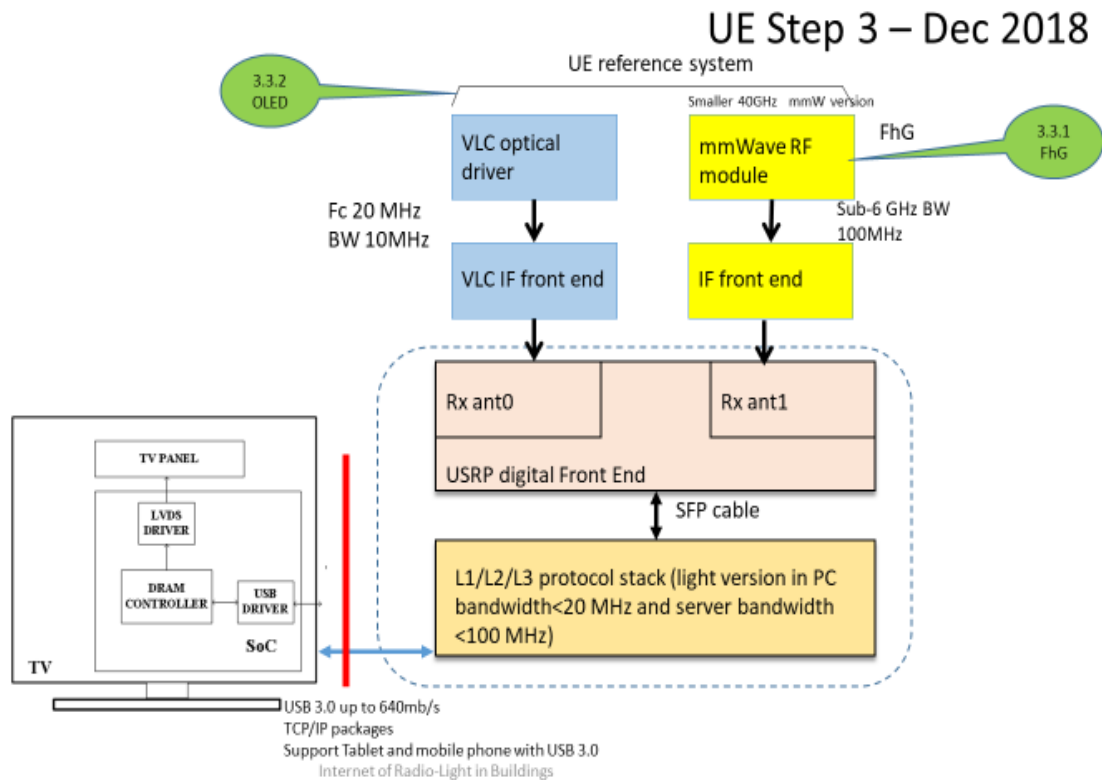 UE Step 3 – Dec 2018
UE reference system
3.3.2
OLED
Smaller 40GHz mmW version
VLC optical
driver
mmWave RF
module
FhG
3.3.1
FhG
Fc 20 MHz
BW 10MHz
Sub-6 GHz BW
100MHz
VLC IF front end
IF front end
Rx ant0
Rx ant1
USRP digital Front End
SFP cable
L1/L2/L3 protocol stack (light version in PC
bandwidth<20 MHz and server bandwidth
<100 MHz)
TV PANEL
LVDS
DRIVER
DRAM
CONTROLLER
USB
DRIVER
SoC
TV
USB 3.0 up to 640mb/s
TCP/IP packages
Support Tablet and mobile phone with USB 3.0
Internet of Radio-Light in Buildings